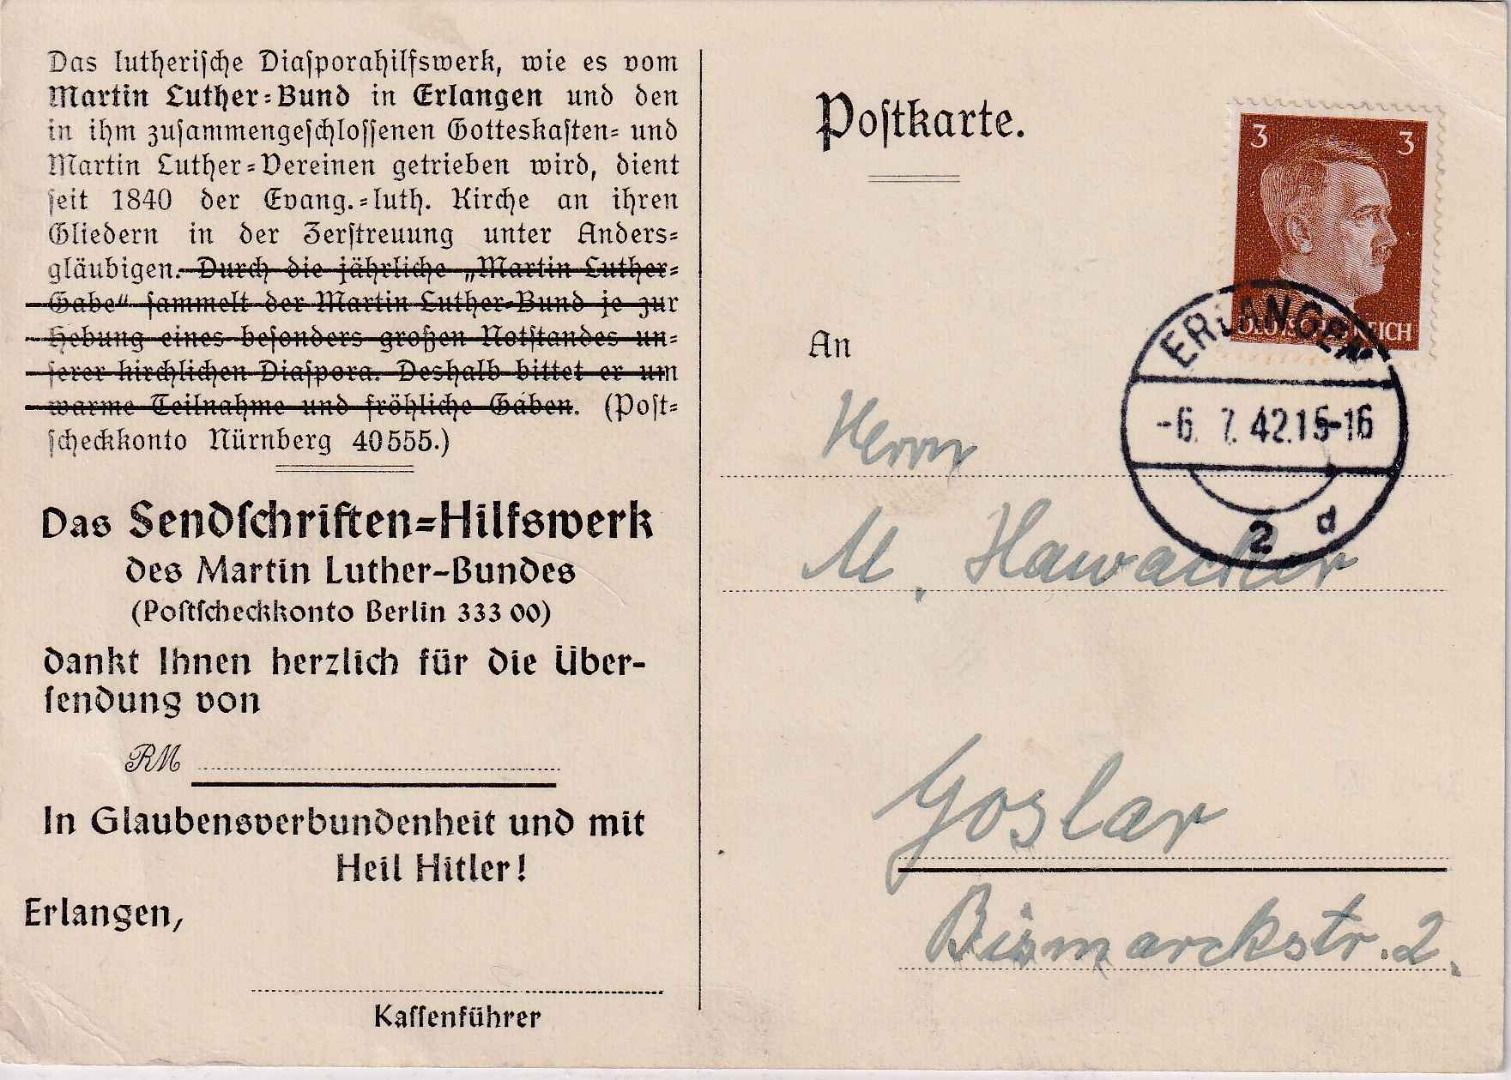 Das lutherische Diasporahilfswerk, wie es vom
Martin Luther=Bund in Erlangen und den
in ihm zusammengeschlossenen Gotteskasten= und
Martin Luther=Vereinen getrieben wird, dient
seit 1840 der Evang.=luth. Kirche an ihren
Gliedern in der Zerstreuung unter Anders=
gläubigen. Durch die jährliche „Martin Luther=
Gabe“ sammelt der Martin Luther=Bund je zur
Hebung eines besonders großen Notstandes un=
serer kirchlichen Diaspora. Deshalb bittet er um
warme Teilnahme und fröhliche Gaben. (Post=
scheckkonto Nürnberg 40555.)
Das Sendschriften=Hilfswerk
des Martin Luther-Bundes
(Postscheckkonto Berlin 333 00)
dankt Ihnen herzlich für die Über-
sendung von
RM
In Glaubensverbundenheit und mit
Heil Hitler!
Erlangen,
Kassenführer
Postkarte.
3 3
DEUTSCHES REICH
ERLANGEN
-6. 7. 42.15-16
2 d
An
Herrn
M. Hawacker
Goslar
Bismarckstr. 2.